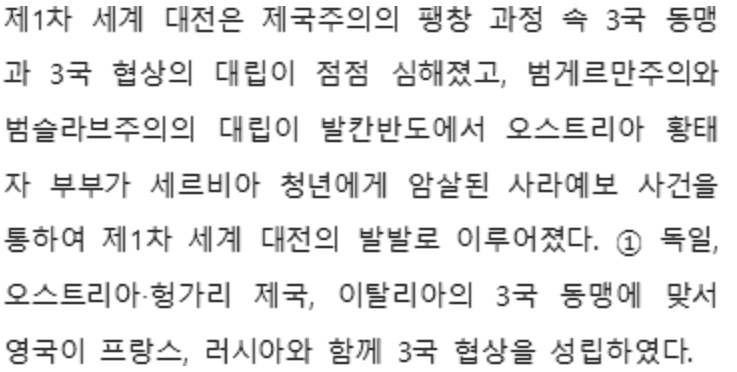 제1차 세계 대전은 제국주의의 팽창 과정 속 3국 동맹
과 3국 협상의 대립이 점점 심해졌고, 범게르만주의와
범슬라브주의의 대립이 발칸반도에서 오스트리아 황태
자 부부가 세르비아 청년에게 암살된 사라예보 사건을
통하여 제1차 세계 대전의 발발로 이루어졌다. ① 독일,
오스트리아·헝가리 제국, 이탈리아의 3국 동맹에 맞서
영국이 프랑스, 러시아와 함께 3국 협상을 성립하였다.